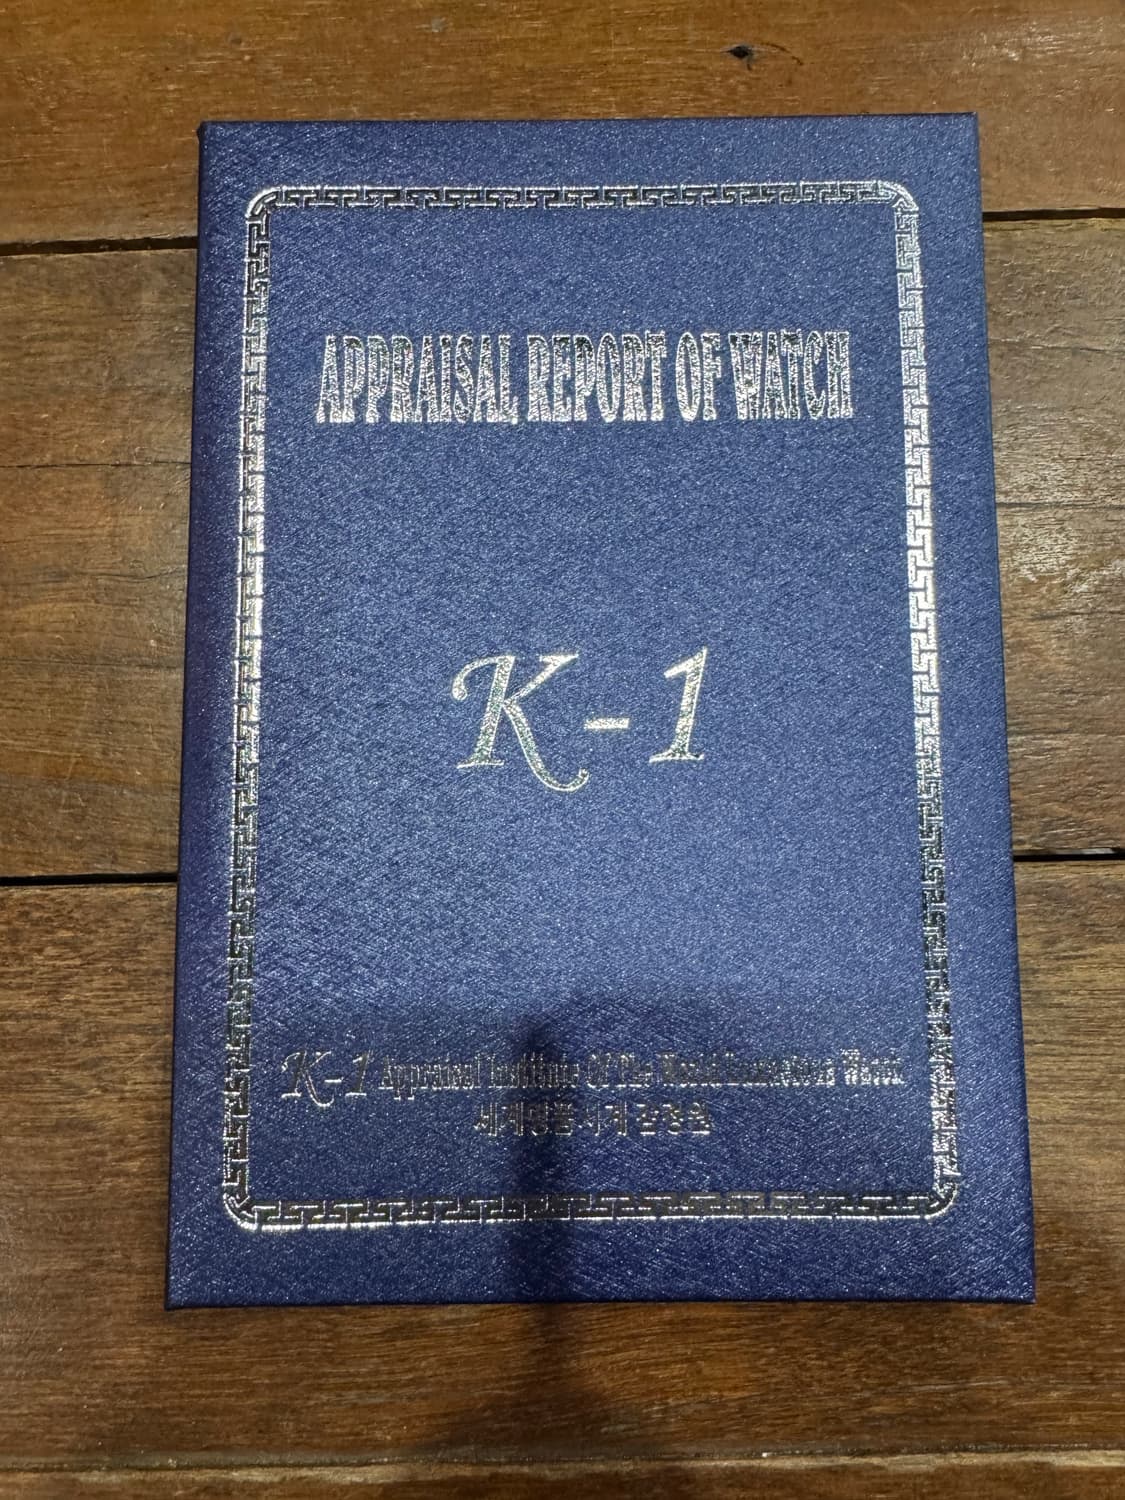 APPRAISAL REPORT OF WATCH
K-1
K-1 Appraisal Institute Of The World Watch
세계명품시계감정원